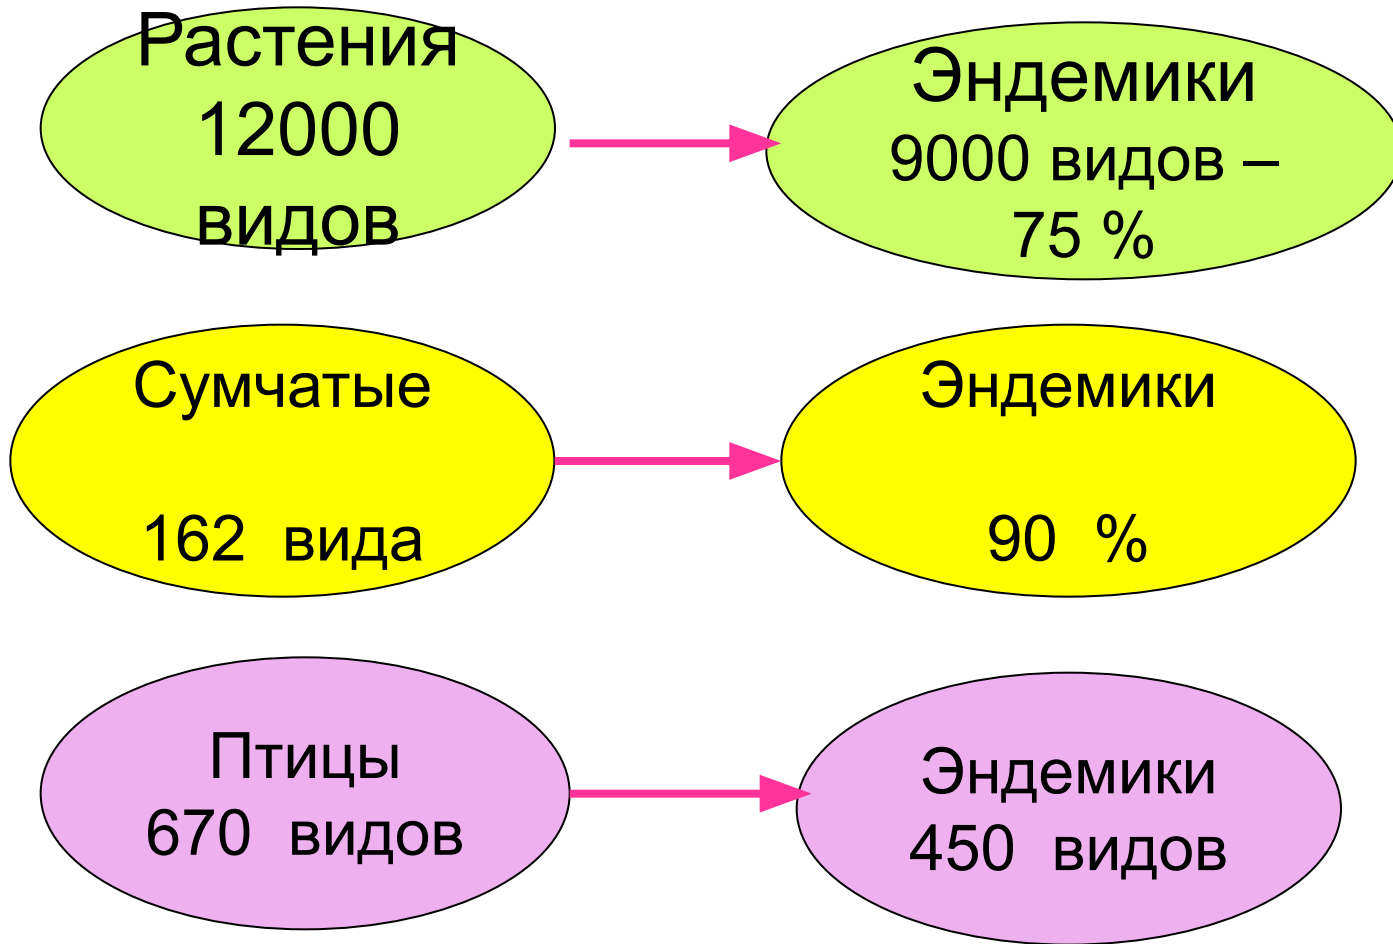 Растения
12000
видов
Эндемики
9000 видов –
75 %
Сумчатые
162 вида
Эндемики
90 %
Птицы
670 видов
Эндемики
450 видов